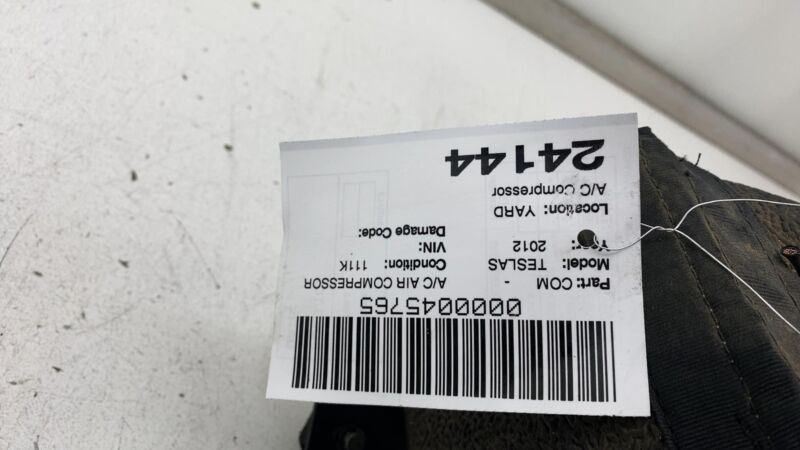 0000045765
Part: COM - A/C AIR COMPRESSOR
Model: TESLAS Condition: 111K
Year: 2012 VIN:
Damage Code:
Location: YARD
A/C Compressor
24144